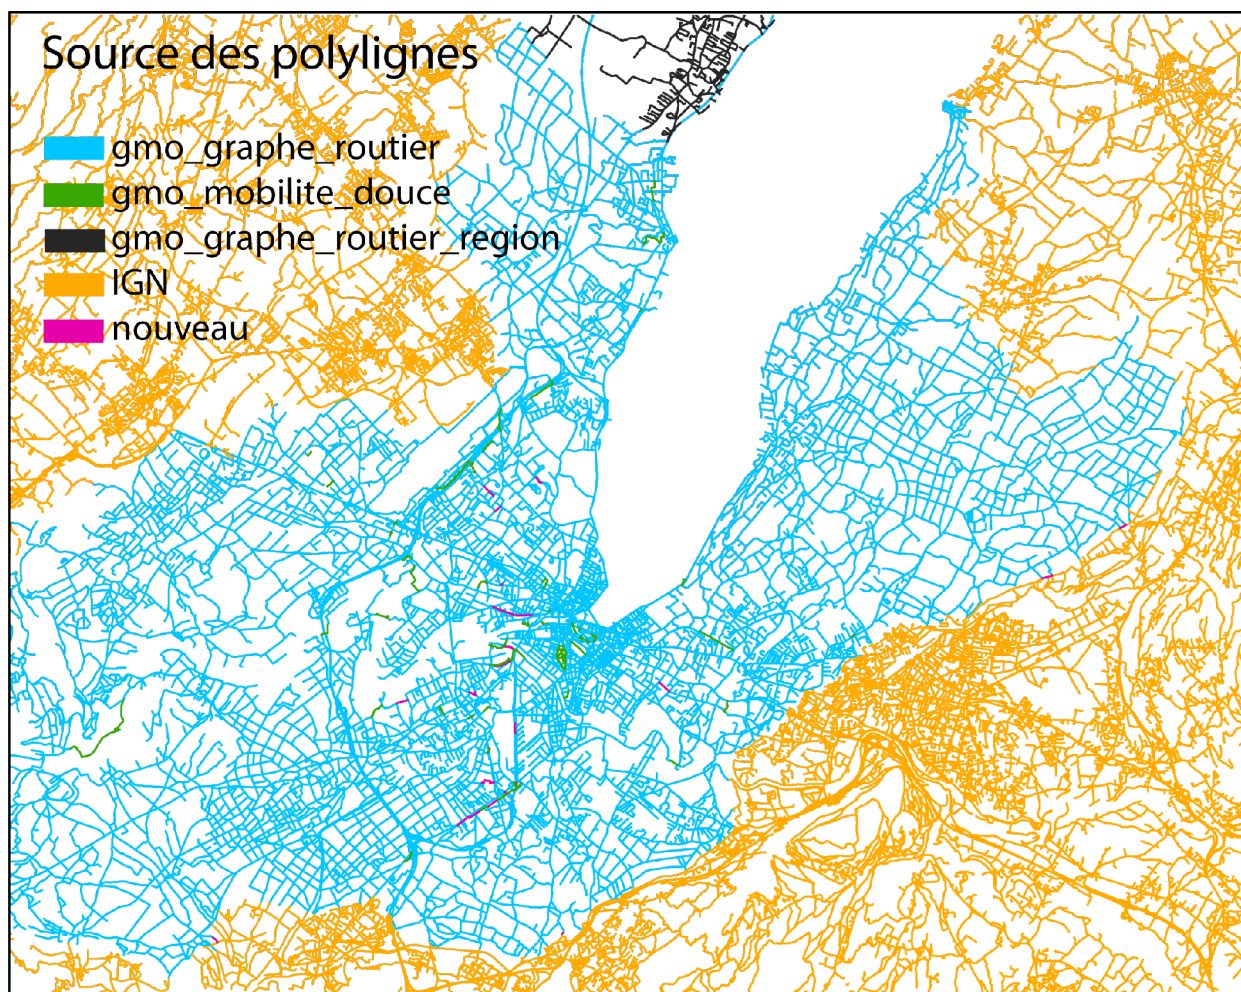 Source des polylignes
gmo_graphe_routier
gmo_mobilite_douce
gmo_graphe_routier_region
IGN
nouveau